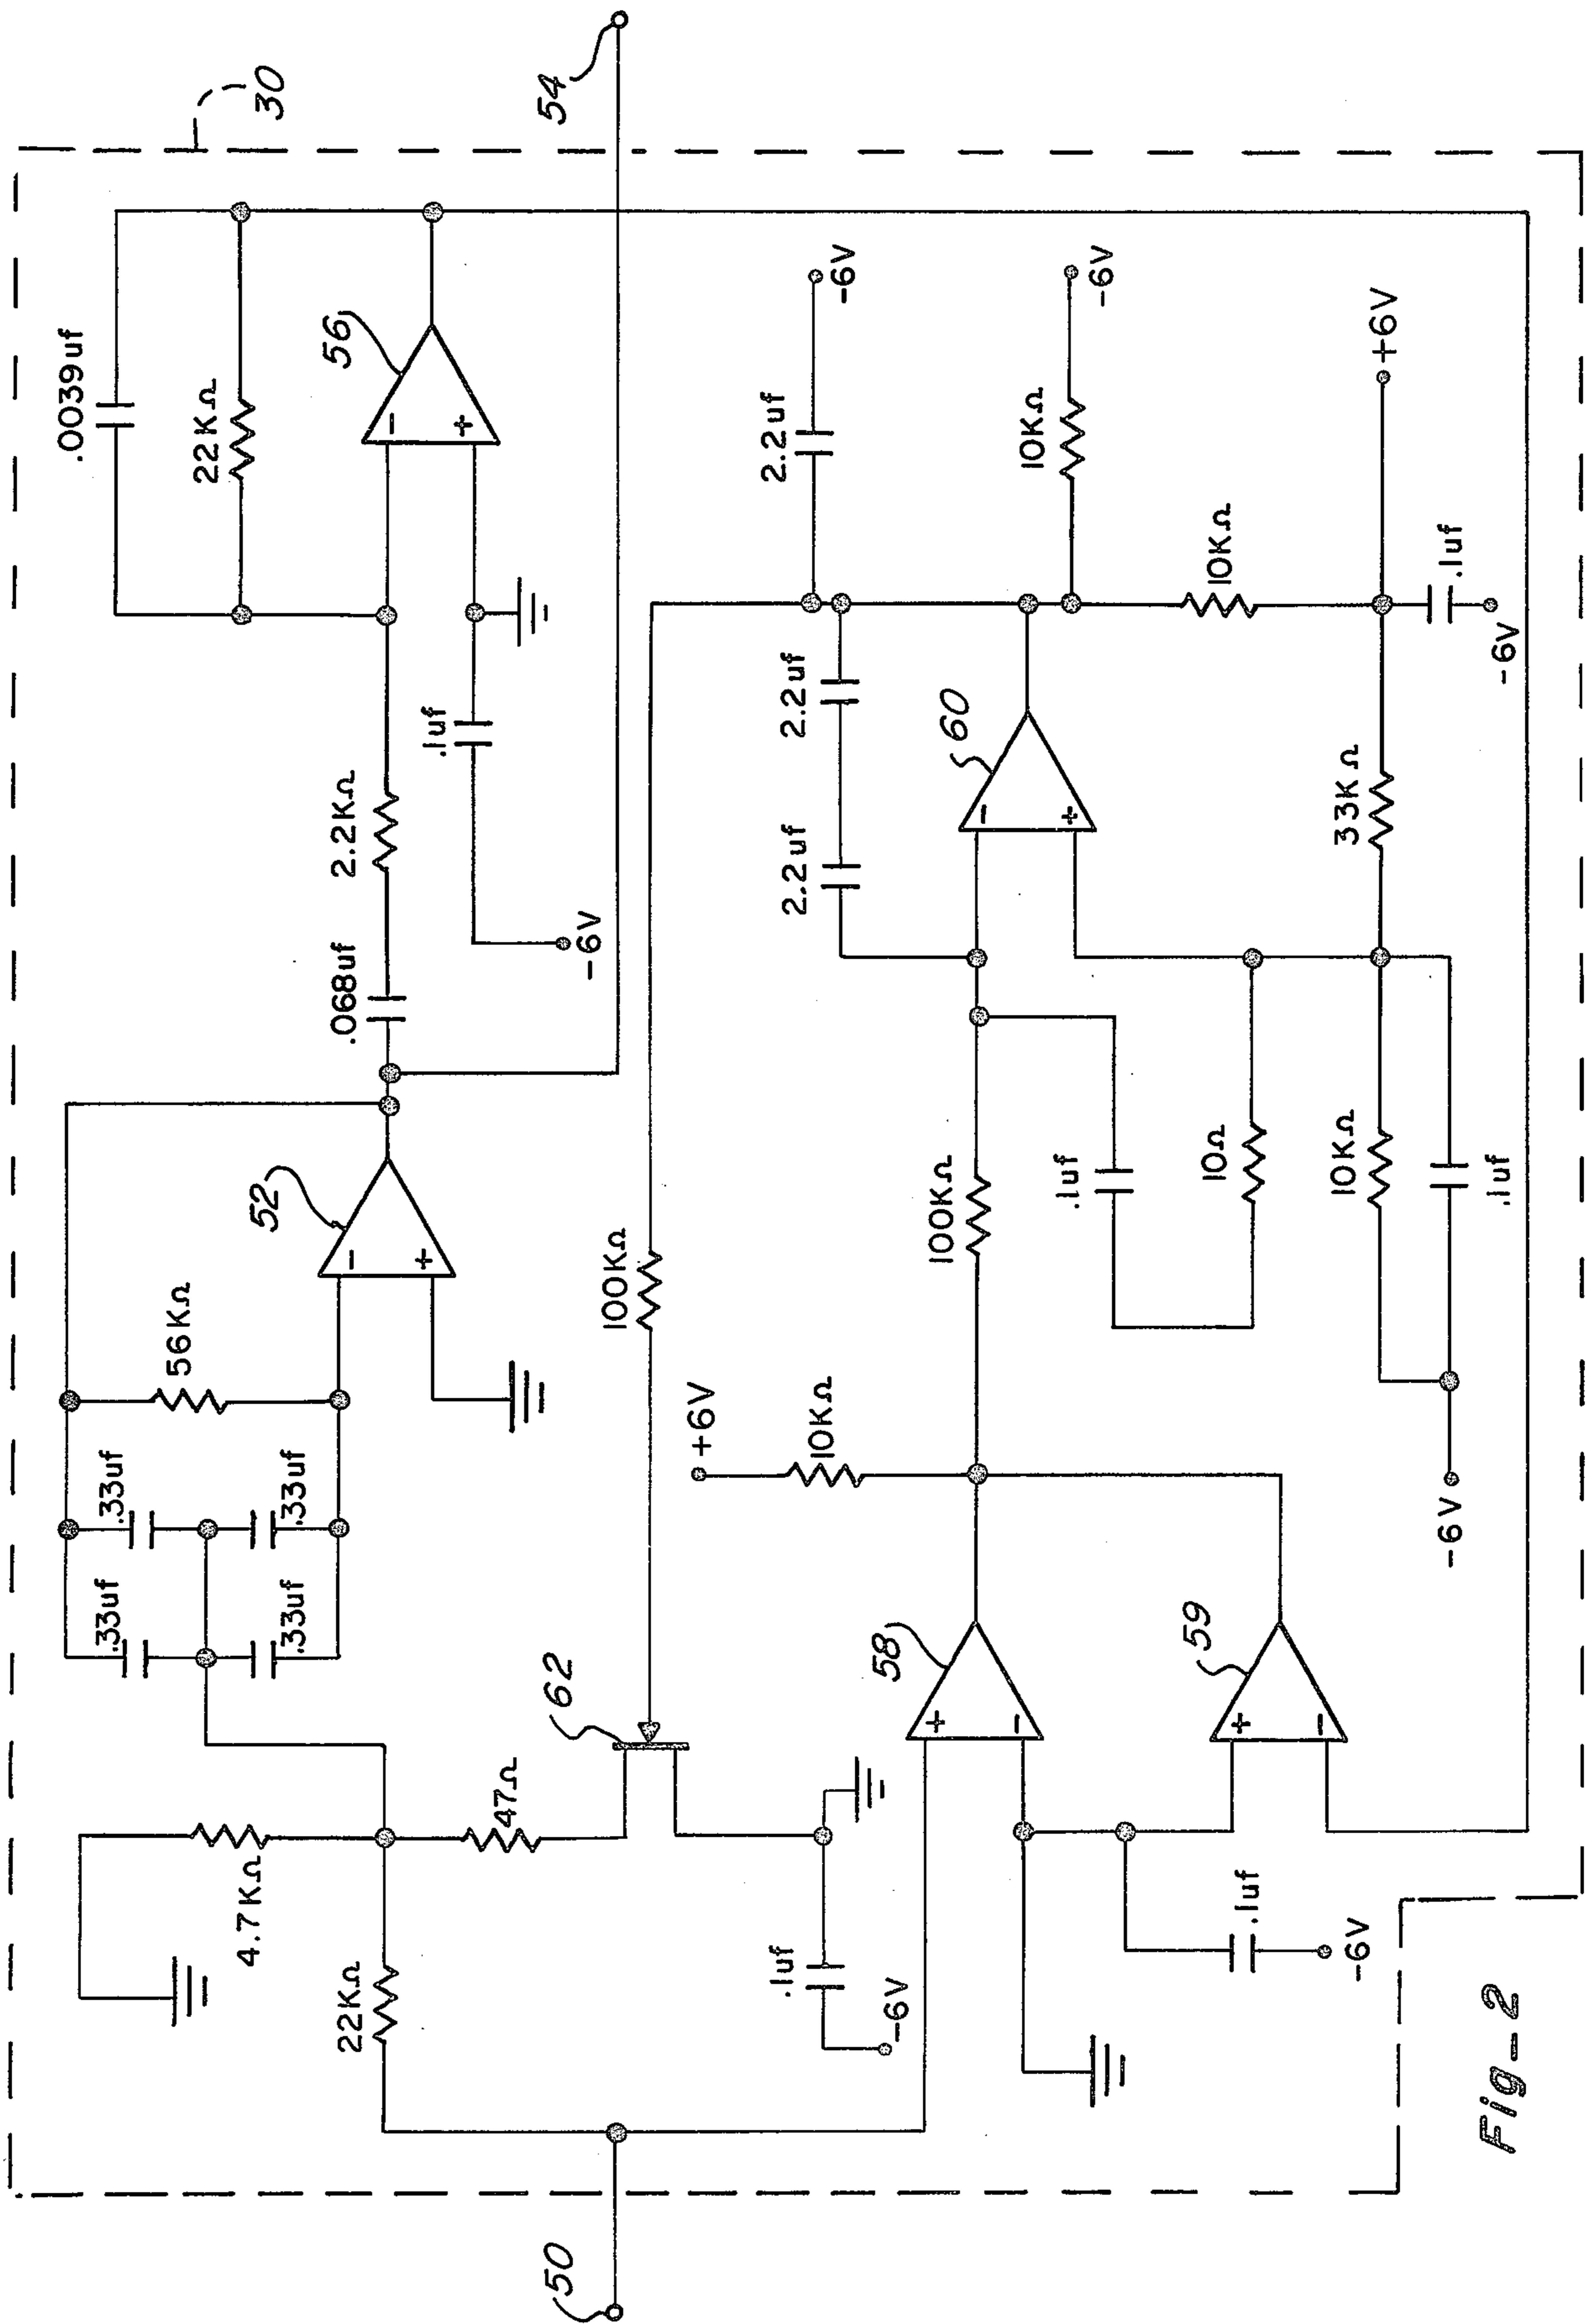 30
54
.0039uf
22KΩ
56
2.2KΩ
.068uf
.1uf
-6V
52
56KΩ
.33uf
.33uf
.33uf
.33uf
4.7KΩ
22KΩ
47Ω
62
100KΩ
.1uf
-6V
50
2.2uf
-6V
2.2uf
2.2uf
10KΩ
-6V
60
10KΩ
+6V
.1uf
-6V
33KΩ
100KΩ
.1uf
10Ω
10KΩ
.1uf
-6V
+6V
10KΩ
58
59
.1uf
-6V
- +
- +
- +
+ -
+ -
Fig-2